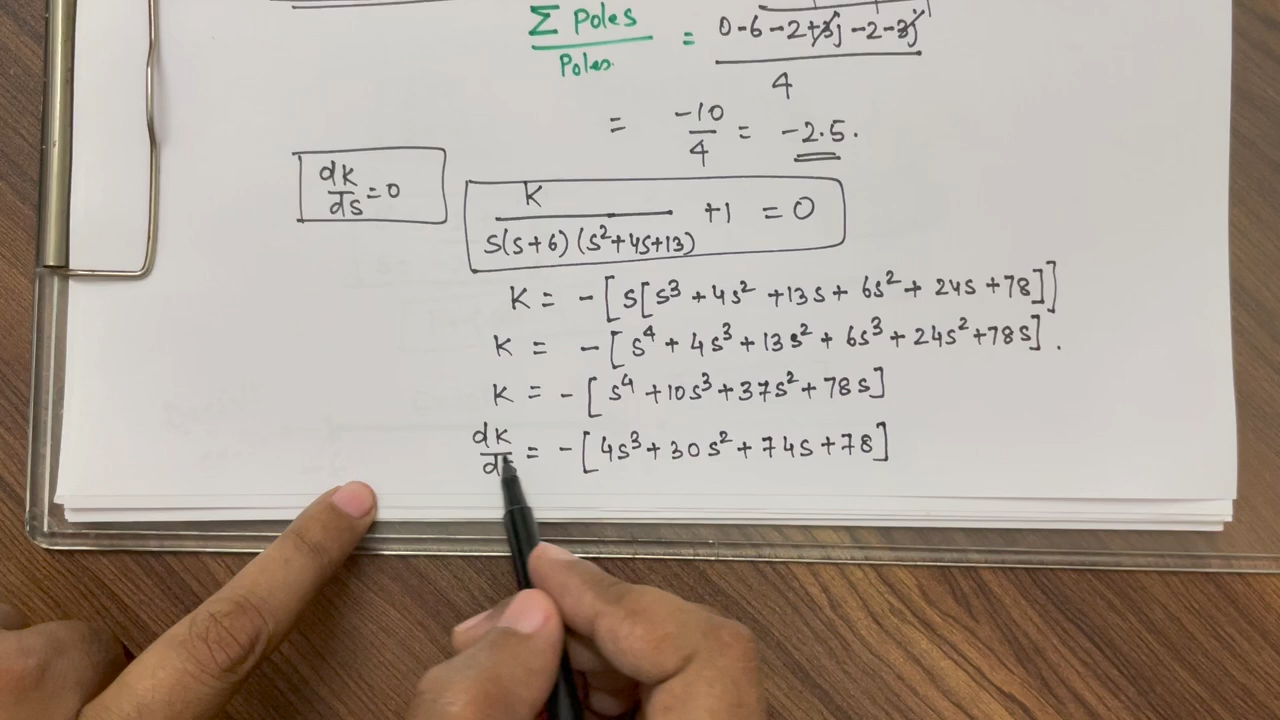 Σ Poles / Poles = 0-6-2+3j-2-3j / 4
= -10/4 = -2.5.
dk/ds = 0
K / s(s+6)(s²+4s+13) +1 = 0
K = -[s[s³+4s²+13s+6s²+24s+78]]
K = -[s⁴+4s³+13s²+6s³+24s²+78s].
K = -[s⁴+10s³+37s²+78s]
dk/d = -[4s³+30s²+74s+78]